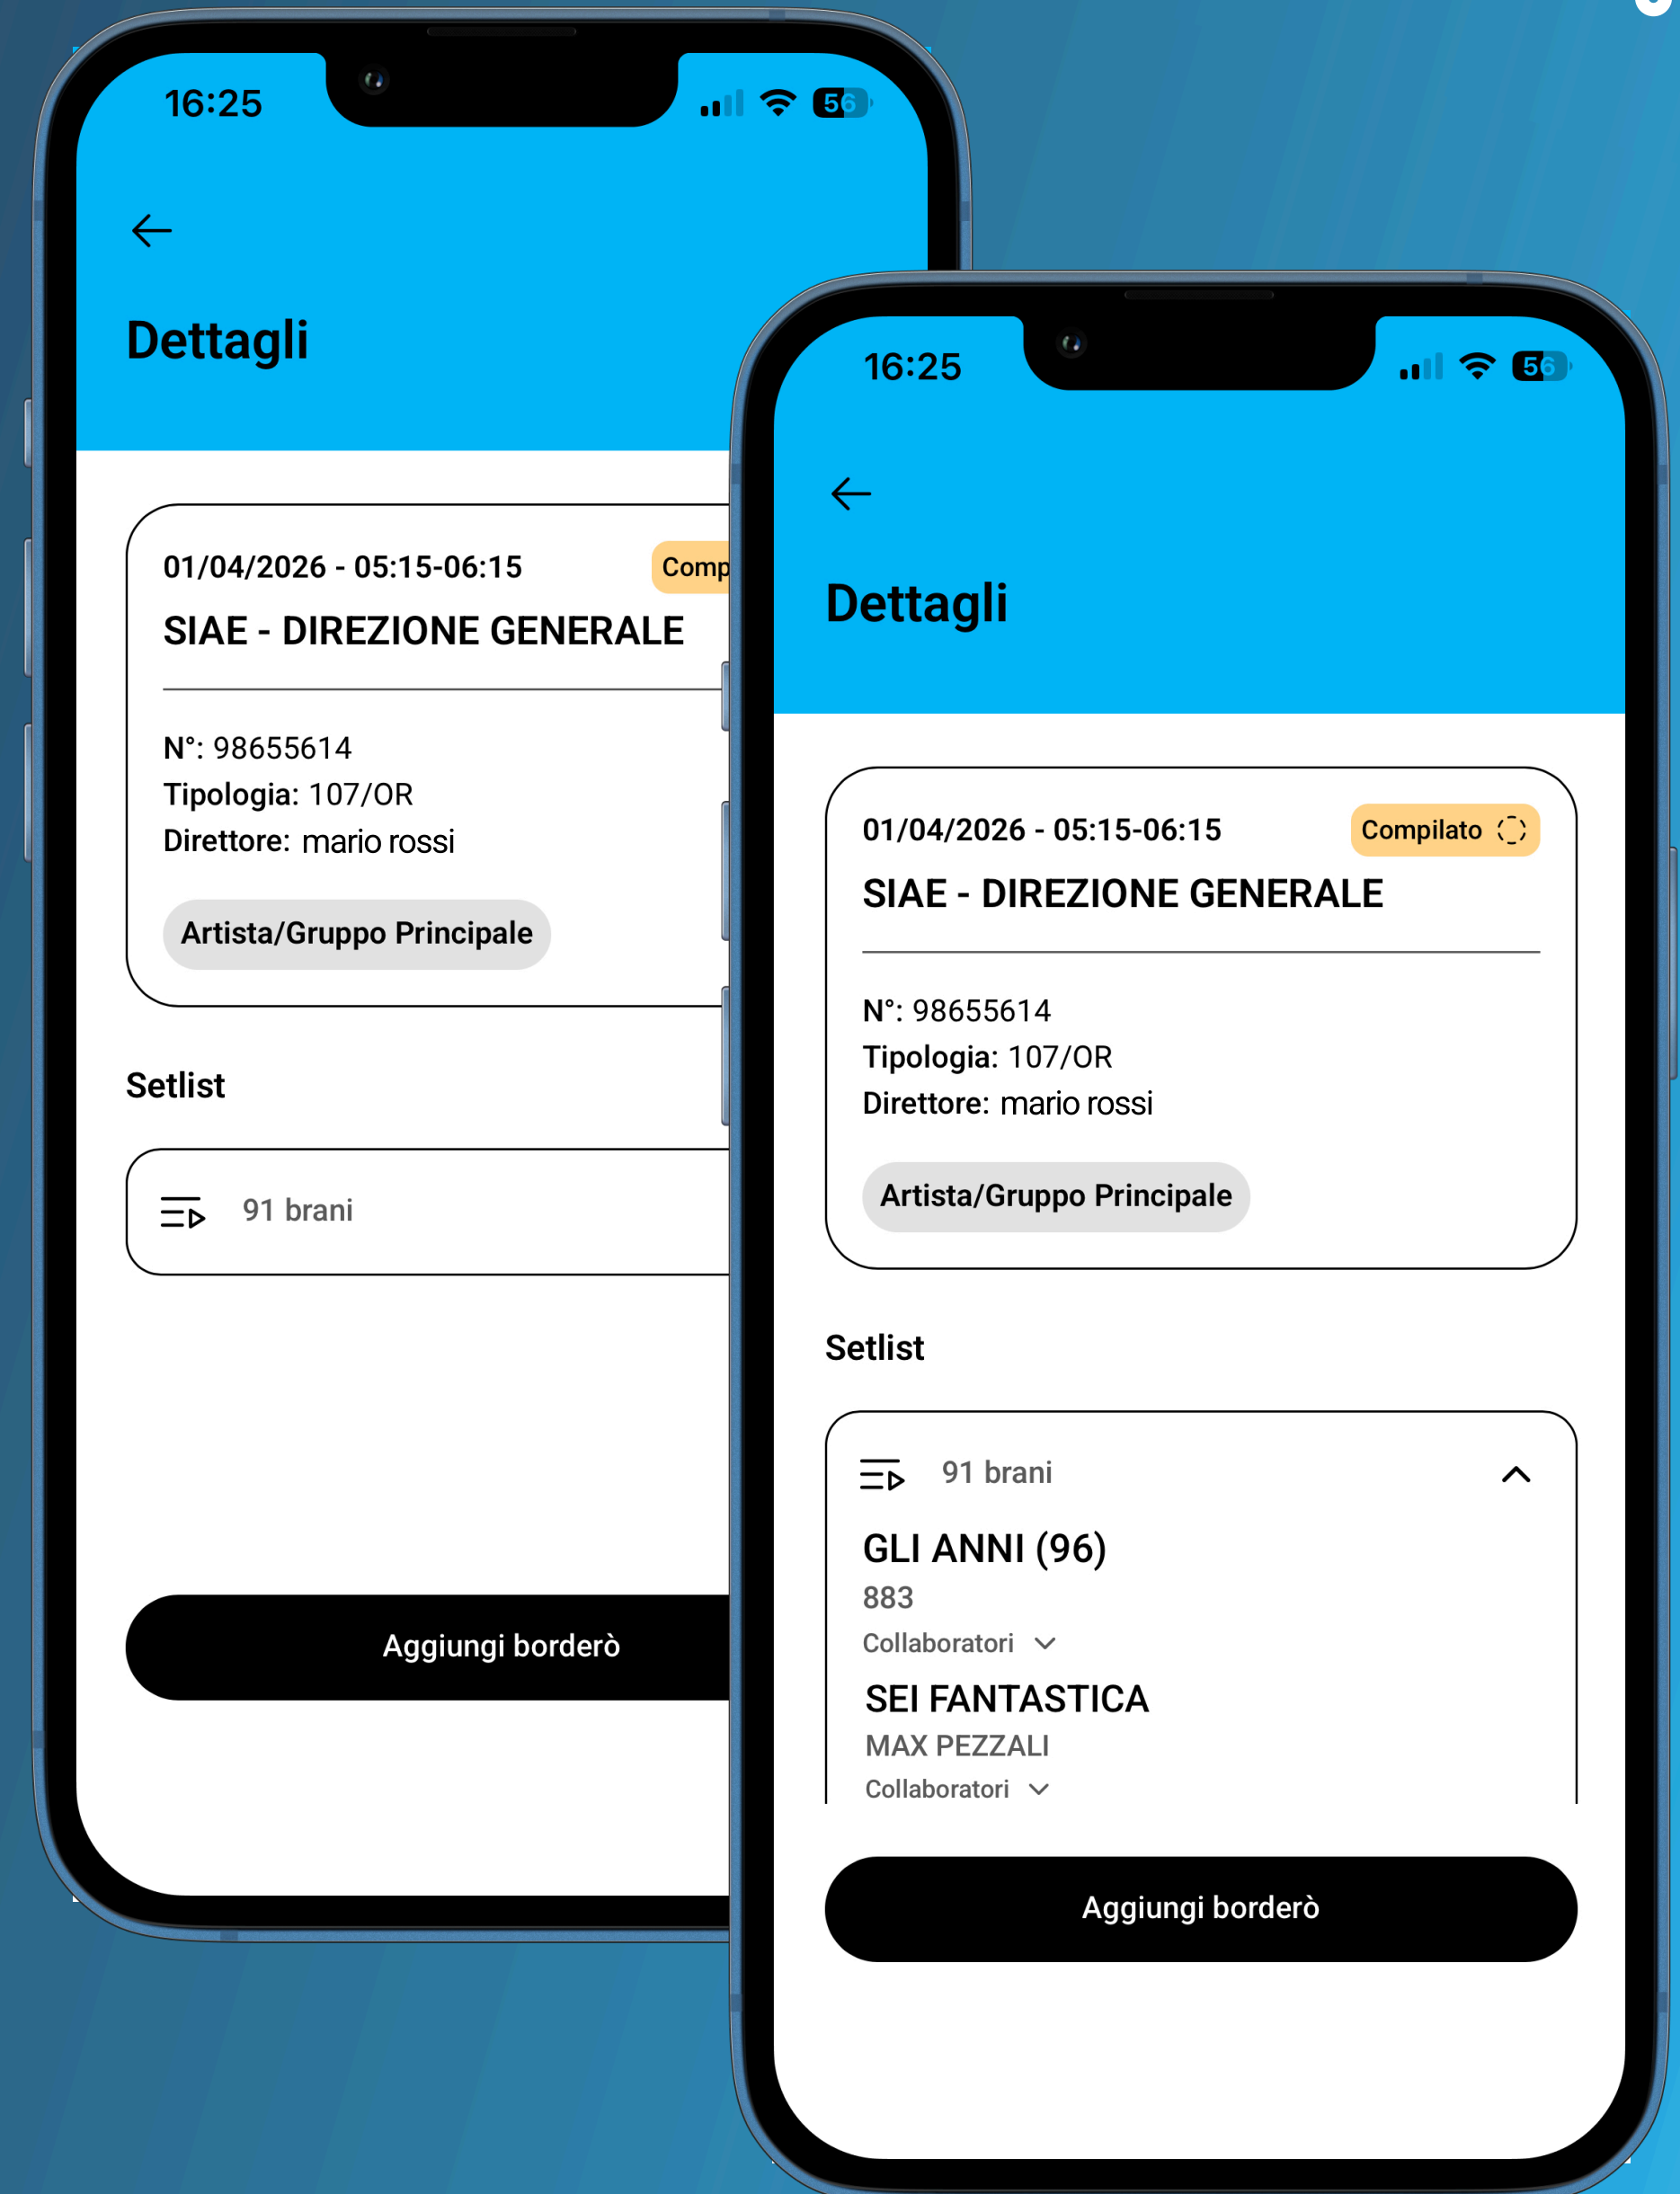 16:25
56
Dettagli
01/04/2026 - 05:15-06:15
Comp
SIAE - DIREZIONE GENERALE
N°: 98655614
Tipologia: 107/OR
Direttore: mario rossi
Artista/Gruppo Principale
Setlist
91 brani
Aggiungi borderò
16:25
56
Dettagli
01/04/2026 - 05:15-06:15
Compilato
SIAE - DIREZIONE GENERALE
N°: 98655614
Tipologia: 107/OR
Direttore: mario rossi
Artista/Gruppo Principale
Setlist
91 brani
GLI ANNI (96)
883
Collaboratori
SEI FANTASTICA
MAX PEZZALI
Collaboratori
Aggiungi borderò